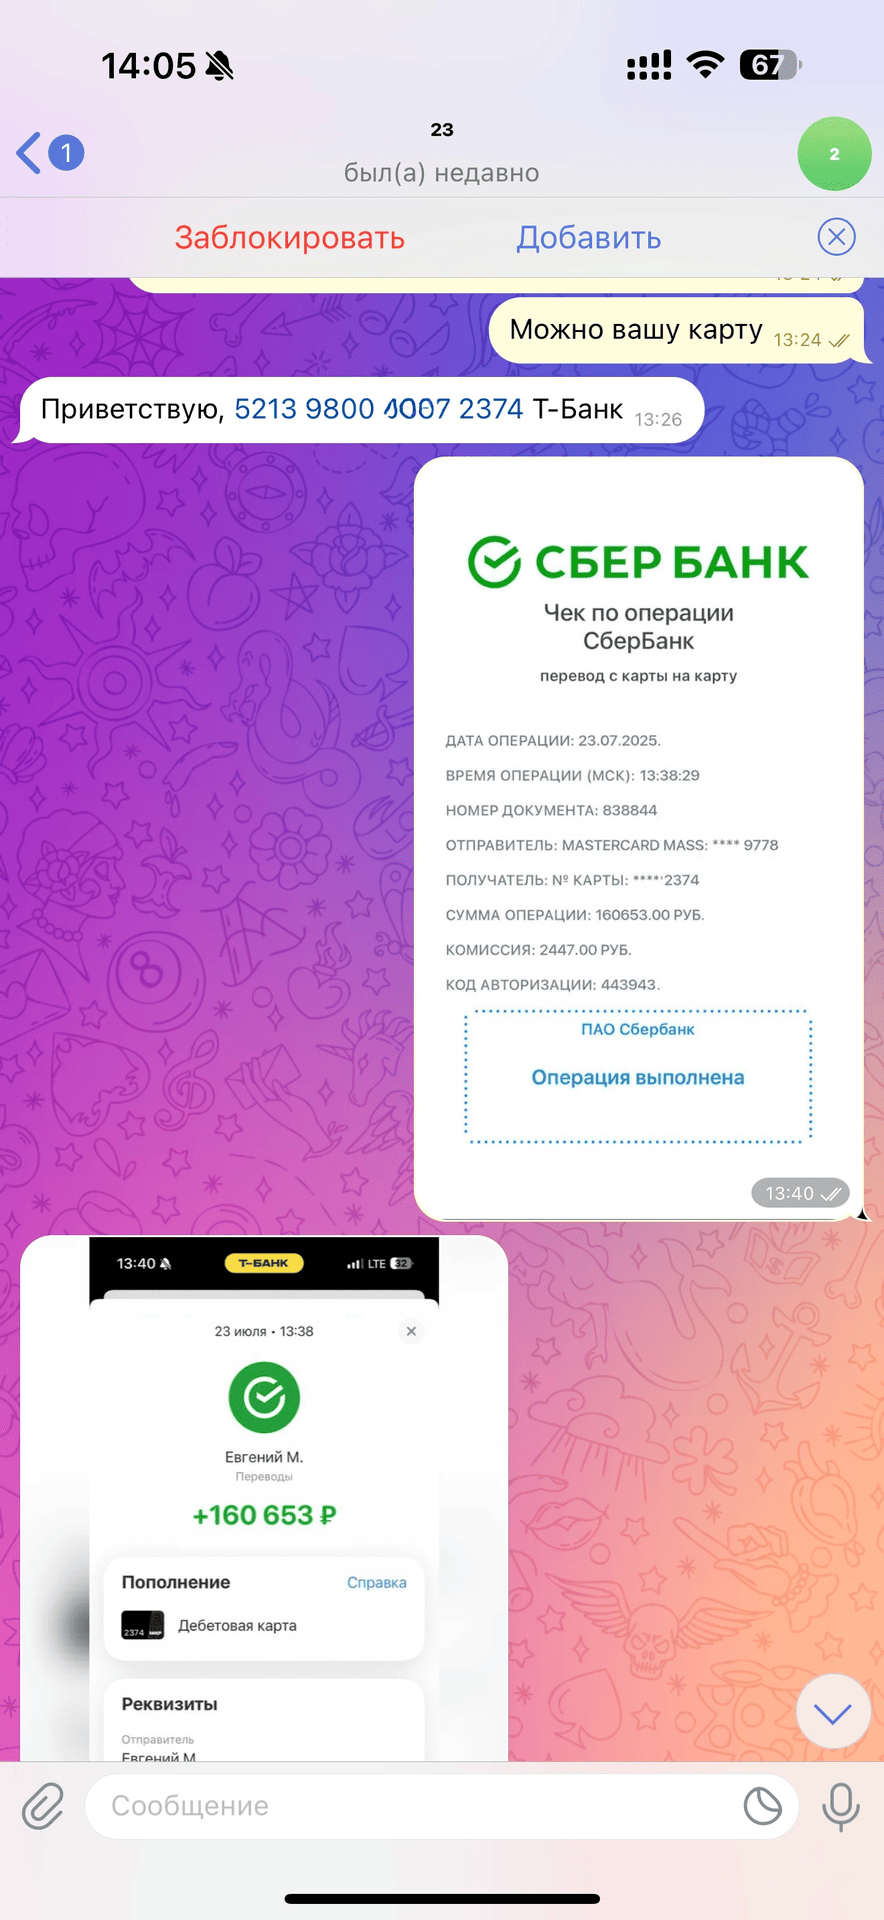 14:05
67
1
23
был(а) недавно
2
Заблокировать
Добавить
Можно вашу карту 13:24
Приветствую, 5213 9800 4007 2374 Т-Банк 13:26
СБЕР БАНК
Чек по операции
СберБанк
перевод с карты на карту
ДАТА ОПЕРАЦИИ: 23.07.2025.
ВРЕМЯ ОПЕРАЦИИ (МСК): 13:38:29
НОМЕР ДОКУМЕНТА: 838844
ОТПРАВИТЕЛЬ: MASTERCARD MASS: **** 9778
ПОЛУЧАТЕЛЬ: № КАРТЫ: ****'2374
СУММА ОПЕРАЦИИ: 160653.00 РУБ.
КОМИССИЯ: 2447.00 РУБ.
КОД АВТОРИЗАЦИИ: 443943.
ПАО Сбербанк
Операция выполнена
13:40
13:40
Т-БАНК
LTE 32
23 июля • 13:38
Евгений М.
Переводы
+160 653 ₽
Пополнение
Справка
2374 МИР
Дебетовая карта
Реквизиты
Отправитель
Евгений М
Сообщение